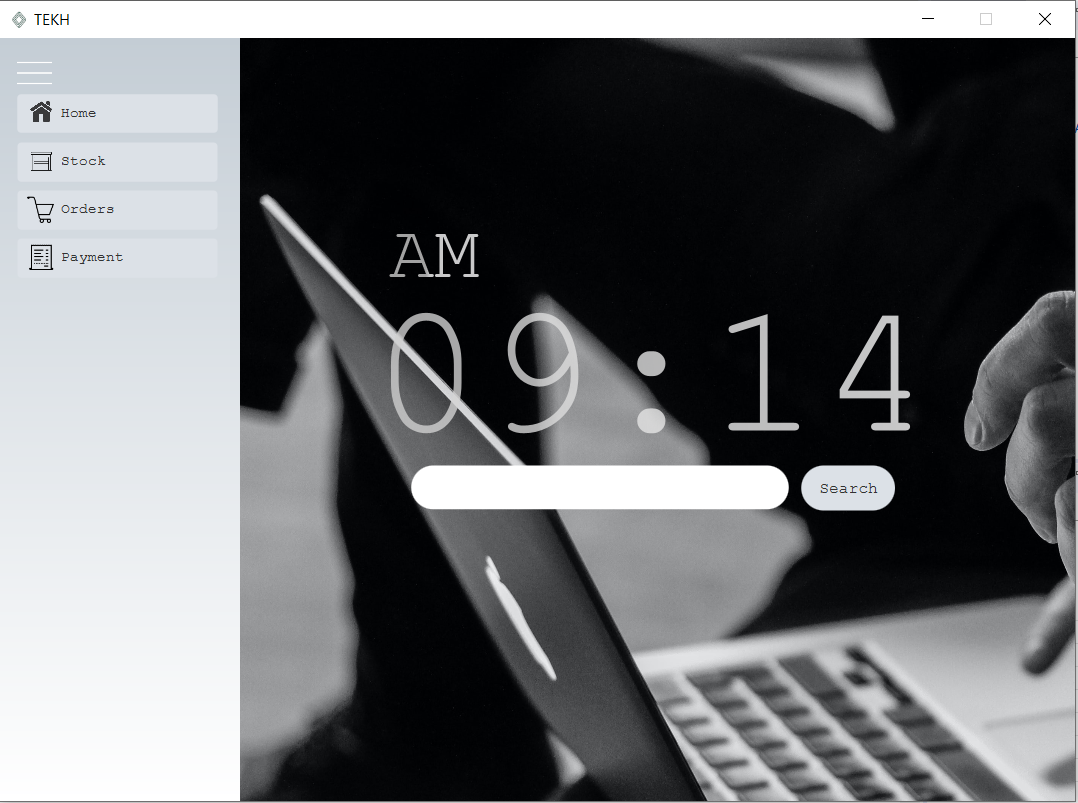 TEKH
Home
Stock
Orders
Payment
AM
09:14
Search